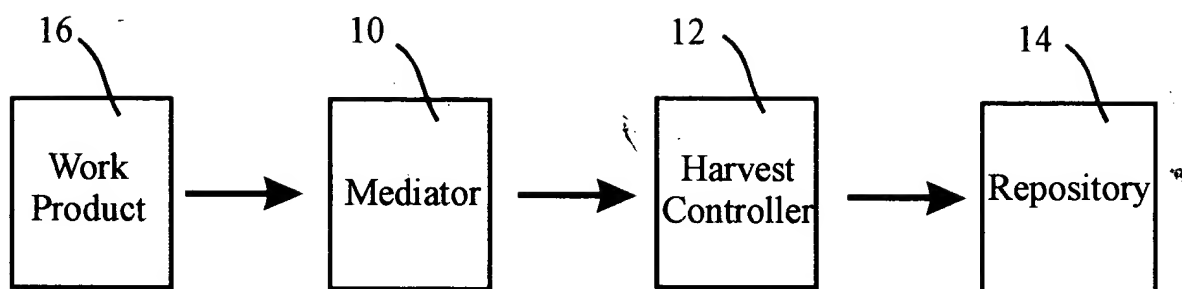 16
10
12
14
Work
Product
Mediator
Harvest
Controller
Repository